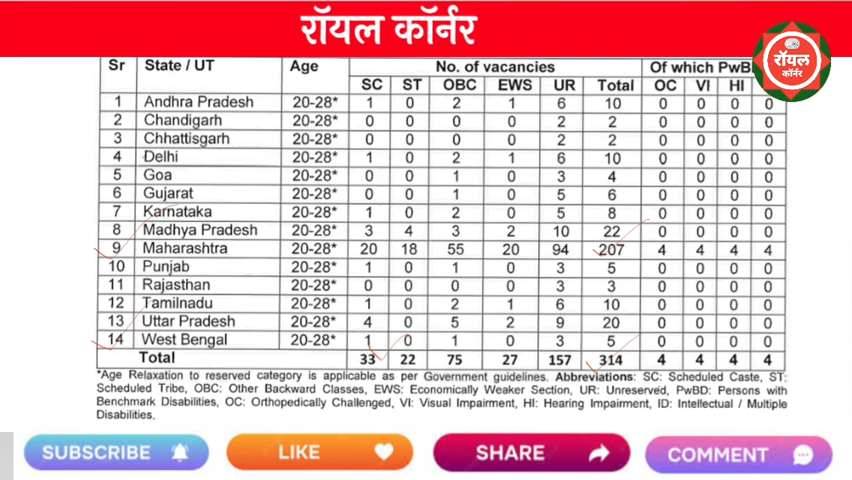 रॉयल कॉर्नर
रॉयल
कॉर्नर
Sr State / UT Age No. of vacancies Of which PwB
SC ST OBC EWS UR Total OC VI HI
1 Andhra Pradesh 20-28* 1 0 2 1 6 10 0 0 0 0
2 Chandigarh 20-28* 0 0 0 0 2 2 0 0 0 0
3 Chhattisgarh 20-28* 0 0 0 0 2 2 0 0 0 0
4 Delhi 20-28* 1 0 2 1 6 10 0 0 0 0
5 Goa 20-28* 0 0 1 0 3 4 0 0 0 0
6 Gujarat 20-28* 0 0 1 0 5 6 0 0 0 0
7 Karnataka 20-28* 1 0 2 0 5 8 0 0 0 0
8 Madhya Pradesh 20-28* 3 4 3 2 10 22 0 0 0 0
9 Maharashtra 20-28* 20 18 55 20 94 207 4 4 4 4
10 Punjab 20-28* 1 0 1 0 3 5 0 0 0 0
11 Rajasthan 20-28* 0 0 0 0 3 3 0 0 0 0
12 Tamilnadu 20-28* 1 0 2 1 6 10 0 0 0 0
13 Uttar Pradesh 20-28* 4 0 5 2 9 20 0 0 0 0
14 West Bengal 20-28* 1 0 1 0 3 5 0 0 0 0
Total 33 22 75 27 157 314 4 4 4 4
*Age Relaxation to reserved category is applicable as per Government guidelines. Abbreviations: SC: Scheduled Caste, ST:
Scheduled Tribe, OBC: Other Backward Classes, EWS: Economically Weaker Section, UR: Unreserved, PwBD: Persons with
Benchmark Disabilities, OC: Orthopedically Challenged, VI: Visual Impairment, HI: Hearing Impairment, ID: Intellectual / Multiple
Disabilities.
SUBSCRIBE LIKE SHARE COMMENT